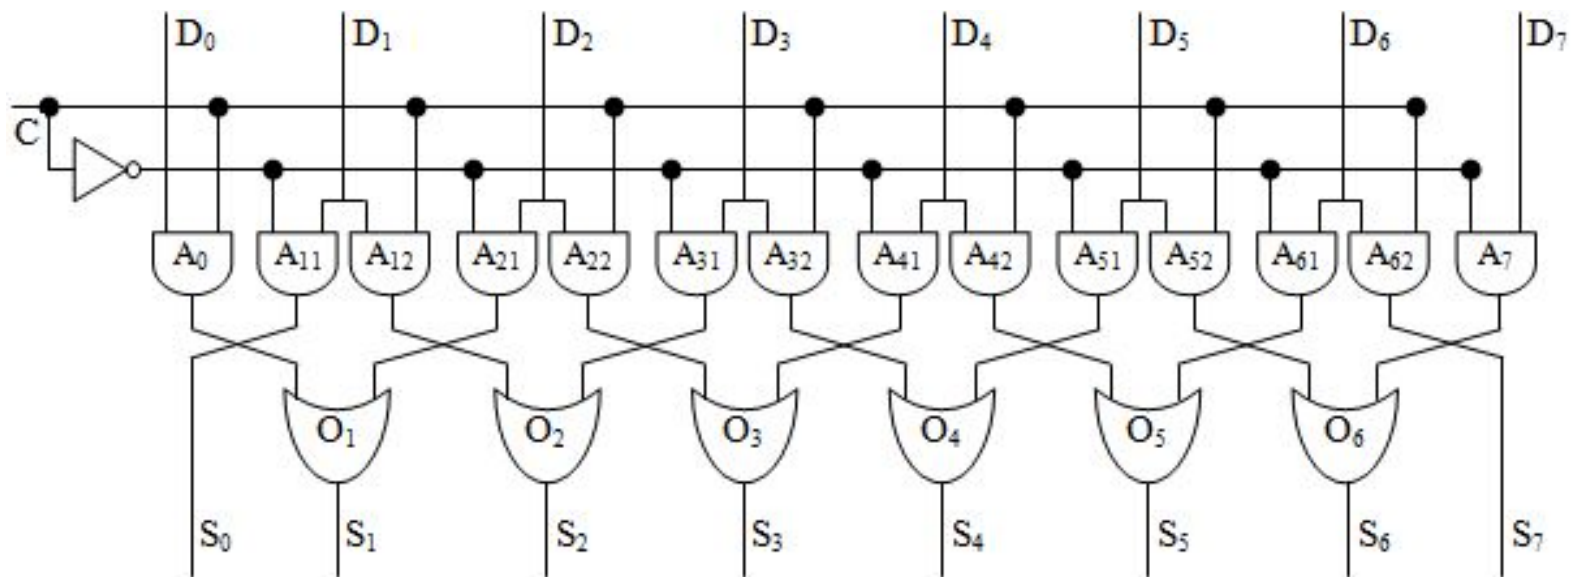 D₀ D₁ D₂ D₃ D₄ D₅ D₆ D₇
C
A₀ A₁₁ A₁₂ A₂₁ A₂₂ A₃₁ A₃₂ A₄₁ A₄₂ A₅₁ A₅₂ A₆₁ A₆₂ A₇
O₁ O₂ O₃ O₄ O₅ O₆
S₀ S₁ S₂ S₃ S₄ S₅ S₆ S₇